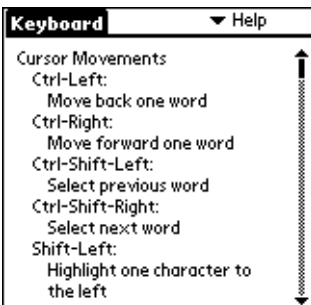 Keyboard
Help
Cursor Movements
Ctrl-Left:
Move back one word
Ctrl-Right:
Move forward one word
Ctrl-Shift-Left:
Select previous word
Ctrl-Shift-Right:
Select next word
Shift-Left:
Highlight one character to
the left